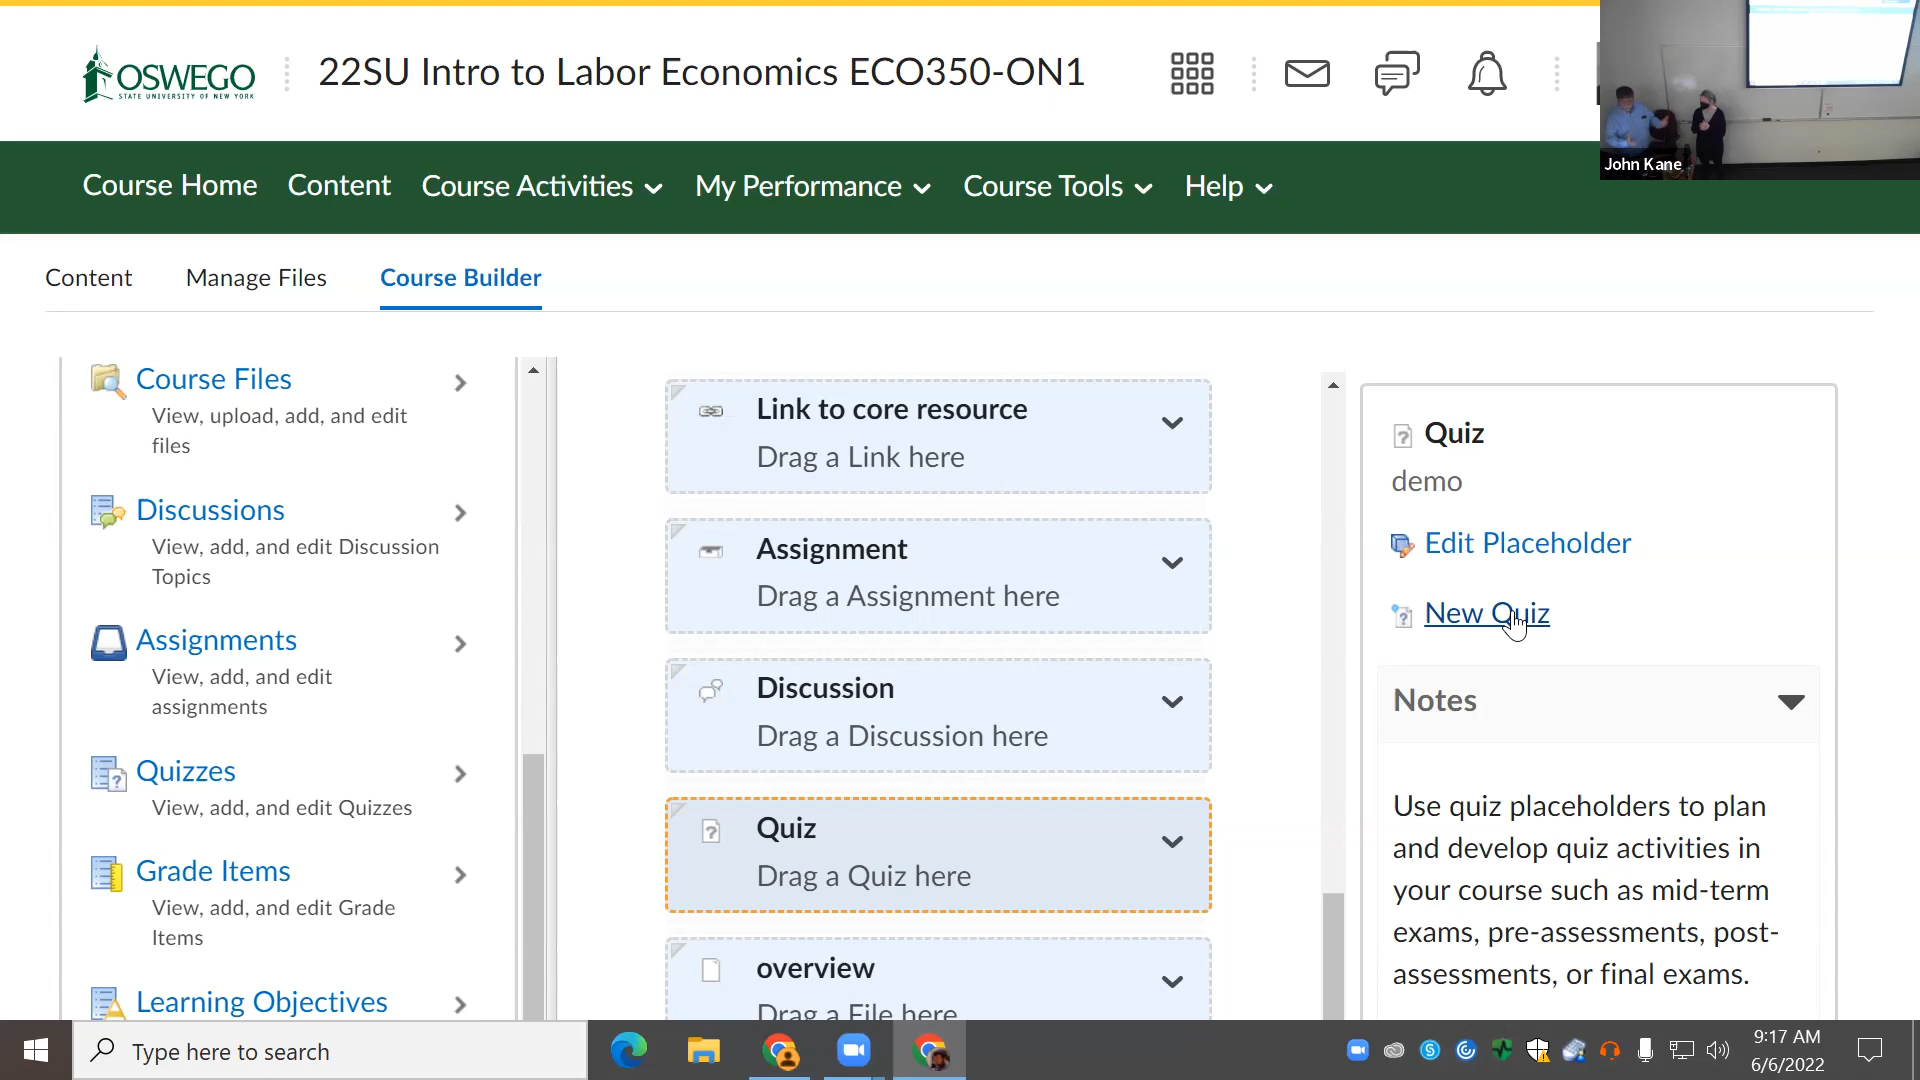 OSWEGO
STATE UNIVERSITY OF NEW YORK
22SU Intro to Labor Economics ECO350-ON1
John Kane
Course Home
Content
Course Activities
My Performance
Course Tools
Help
Content
Manage Files
Course Builder
Course Files
View, upload, add, and edit
files
Discussions
View, add, and edit Discussion
Topics
Assignments
View, add, and edit
assignments
Quizzes
View, add, and edit Quizzes
Grade Items
View, add, and edit Grade
Items
Learning Objectives
Link to core resource
Drag a Link here
Assignment
Drag a Assignment here
Discussion
Drag a Discussion here
Quiz
Drag a Quiz here
overview
Drag a File here
Quiz
demo
Edit Placeholder
New Quiz
Notes
Use quiz placeholders to plan
and develop quiz activities in
your course such as mid-term
exams, pre-assessments, post-
assessments, or final exams.
Type here to search
9:17 AM
6/6/2022